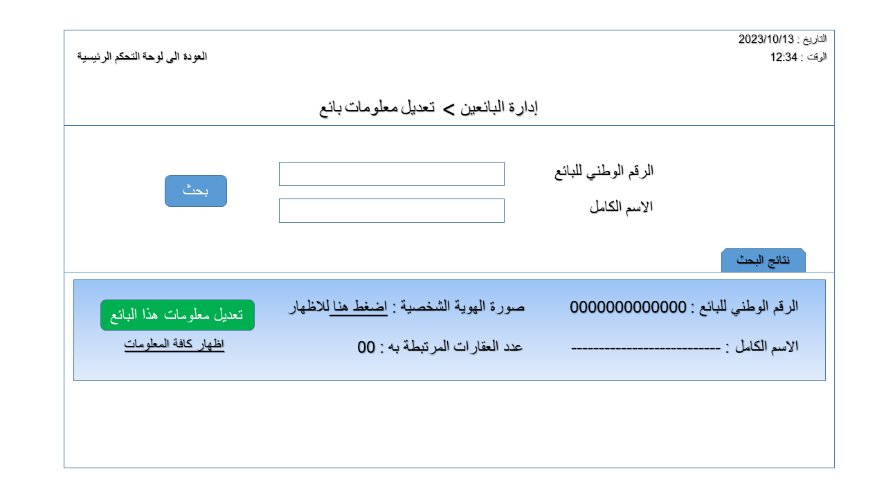 التاريخ : 2023/10/13
الوقت : 12:34
العودة الى لوحة التحكم الرئيسية
إدارة البائعين > تعديل معلومات بائع
الرقم الوطني للبائع
الاسم الكامل
بحث
نتائج البحث
الرقم الوطني للبائع : 0000000000000 صورة الهوية الشخصية : اضغط هنا للاظهار
تعديل معلومات هذا البائع
الاسم الكامل : --------------------------- عدد العقارات المرتبطة به : 00
اظهار كافة المعلومات